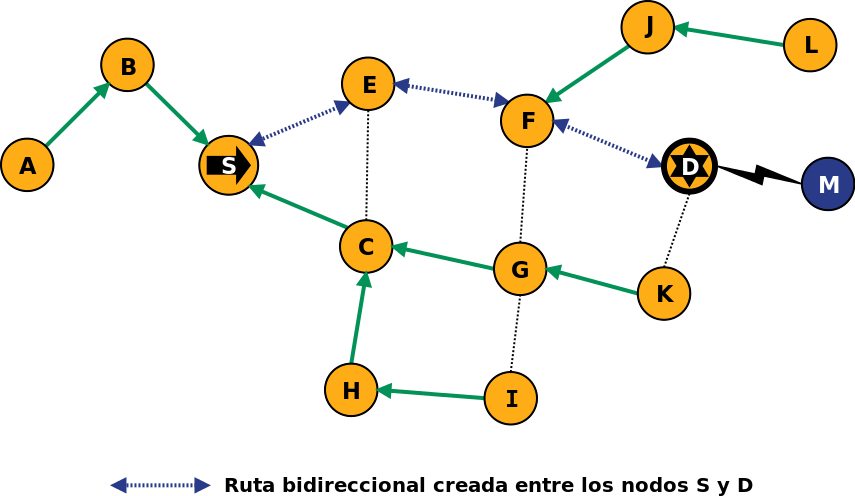 J
L
B
E
F
A
S
D
M
C
G
K
H
I
Ruta bidireccional creada entre los nodos S y D